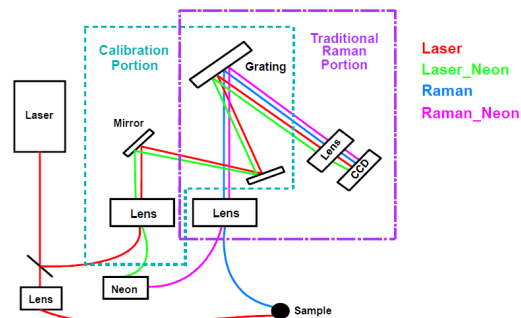 Calibration
Portion
Traditional
Raman
Portion
Grating
Laser
Laser_Neon
Raman
Raman_Neon
Laser
Mirror
Lens
CCD
Lens
Lens
Lens
Neon
Sample